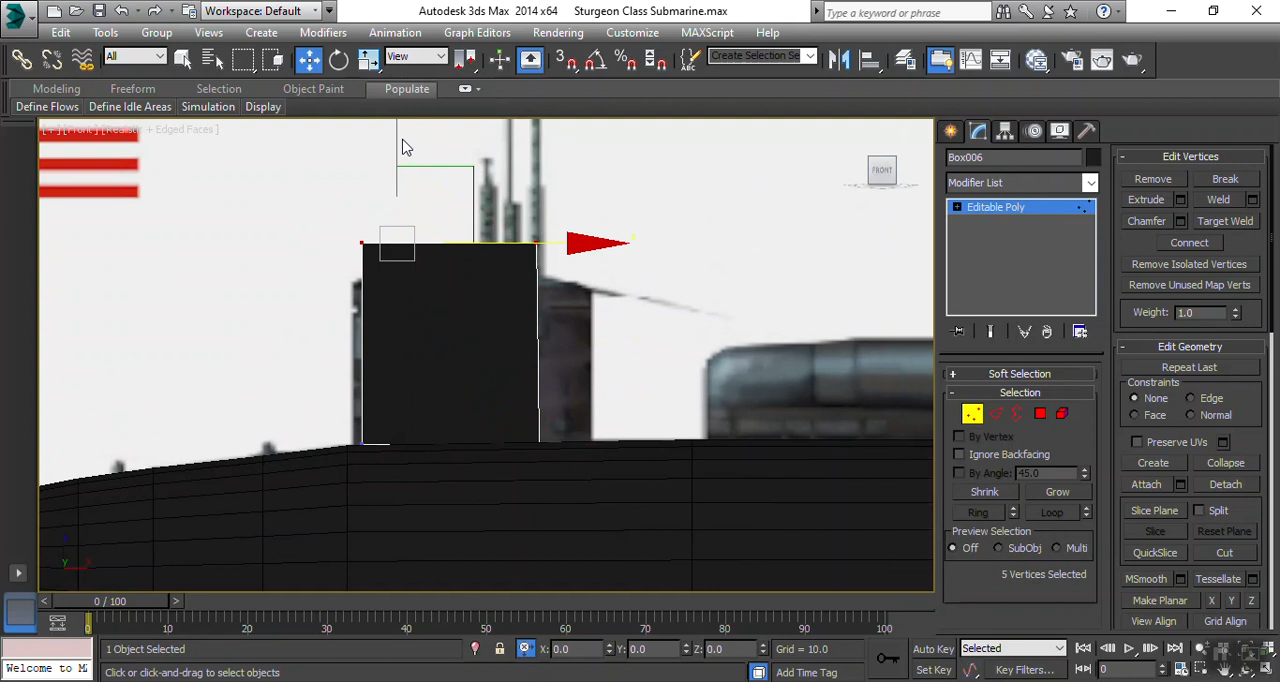 Workspace: Default
Autodesk 3ds Max 2014 x64
Sturgeon Class Submarine.max
Type a keyword or phrase
Edit
Tools
Group
Views
Create
Modifiers
Animation
Graph Editors
Rendering
Customize
MAXScript
Help
All
View
Create Selection Se
Modeling
Freeform
Selection
Object Paint
Populate
Define Flows
Define Idle Areas
Simulation
Display
[+] [Front] [Realistic + Edged Faces ]
FRONT
Box006
Modifier List
Editable Poly
Soft Selection
Selection
By Vertex
Ignore Backfacing
By Angle: 45.0
Shrink
Grow
Ring
Loop
Preview Selection
Off
SubObj
Multi
5 Vertices Selected
Edit Vertices
Remove
Break
Extrude
Weld
Chamfer
Target Weld
Connect
Remove Isolated Vertices
Remove Unused Map Verts
Weight: 1.0
Edit Geometry
Repeat Last
Constraints
None
Edge
Face
Normal
Preserve UVs
Create
Collapse
Attach
Detach
Slice Plane
Split
Slice
Reset Plane
QuickSlice
Cut
MSmooth
Tessellate
Make Planar
X
Y
Z
View Align
Grid Align
0 / 100
0
10
20
30
40
50
60
70
80
90
100
1 Object Selected
X: 0.0
Y: 0.0
Z: 0.0
Grid = 10.0
Auto Key
Selected
Welcome to M
Click or click-and-drag to select objects
Add Time Tag
Set Key
Key Filters...
0